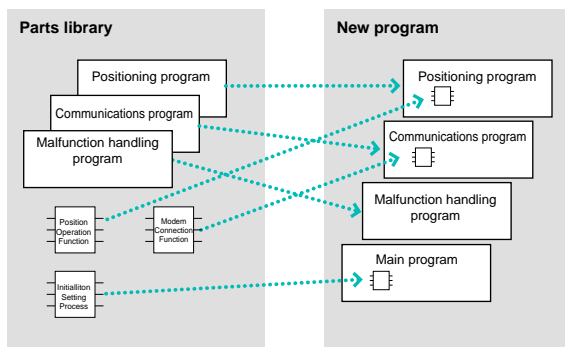 Parts library
Positioning program
Communications program
Malfunction handling
program
Position
Operation
Function
Modem
Connection
Function
Initialliton
Setting
Process
New program
Positioning program
Communications program
Malfunction handling
program
Main program